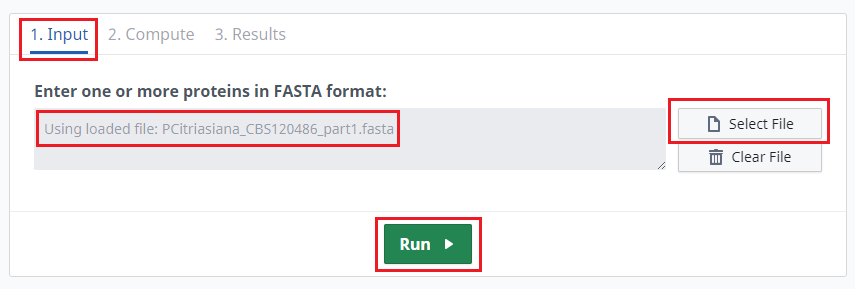 1. Input 2. Compute 3. Results
Enter one or more proteins in FASTA format:
Using loaded file: PCitriasiana_CBS120486_part1.fasta
Select File
Clear File
Run